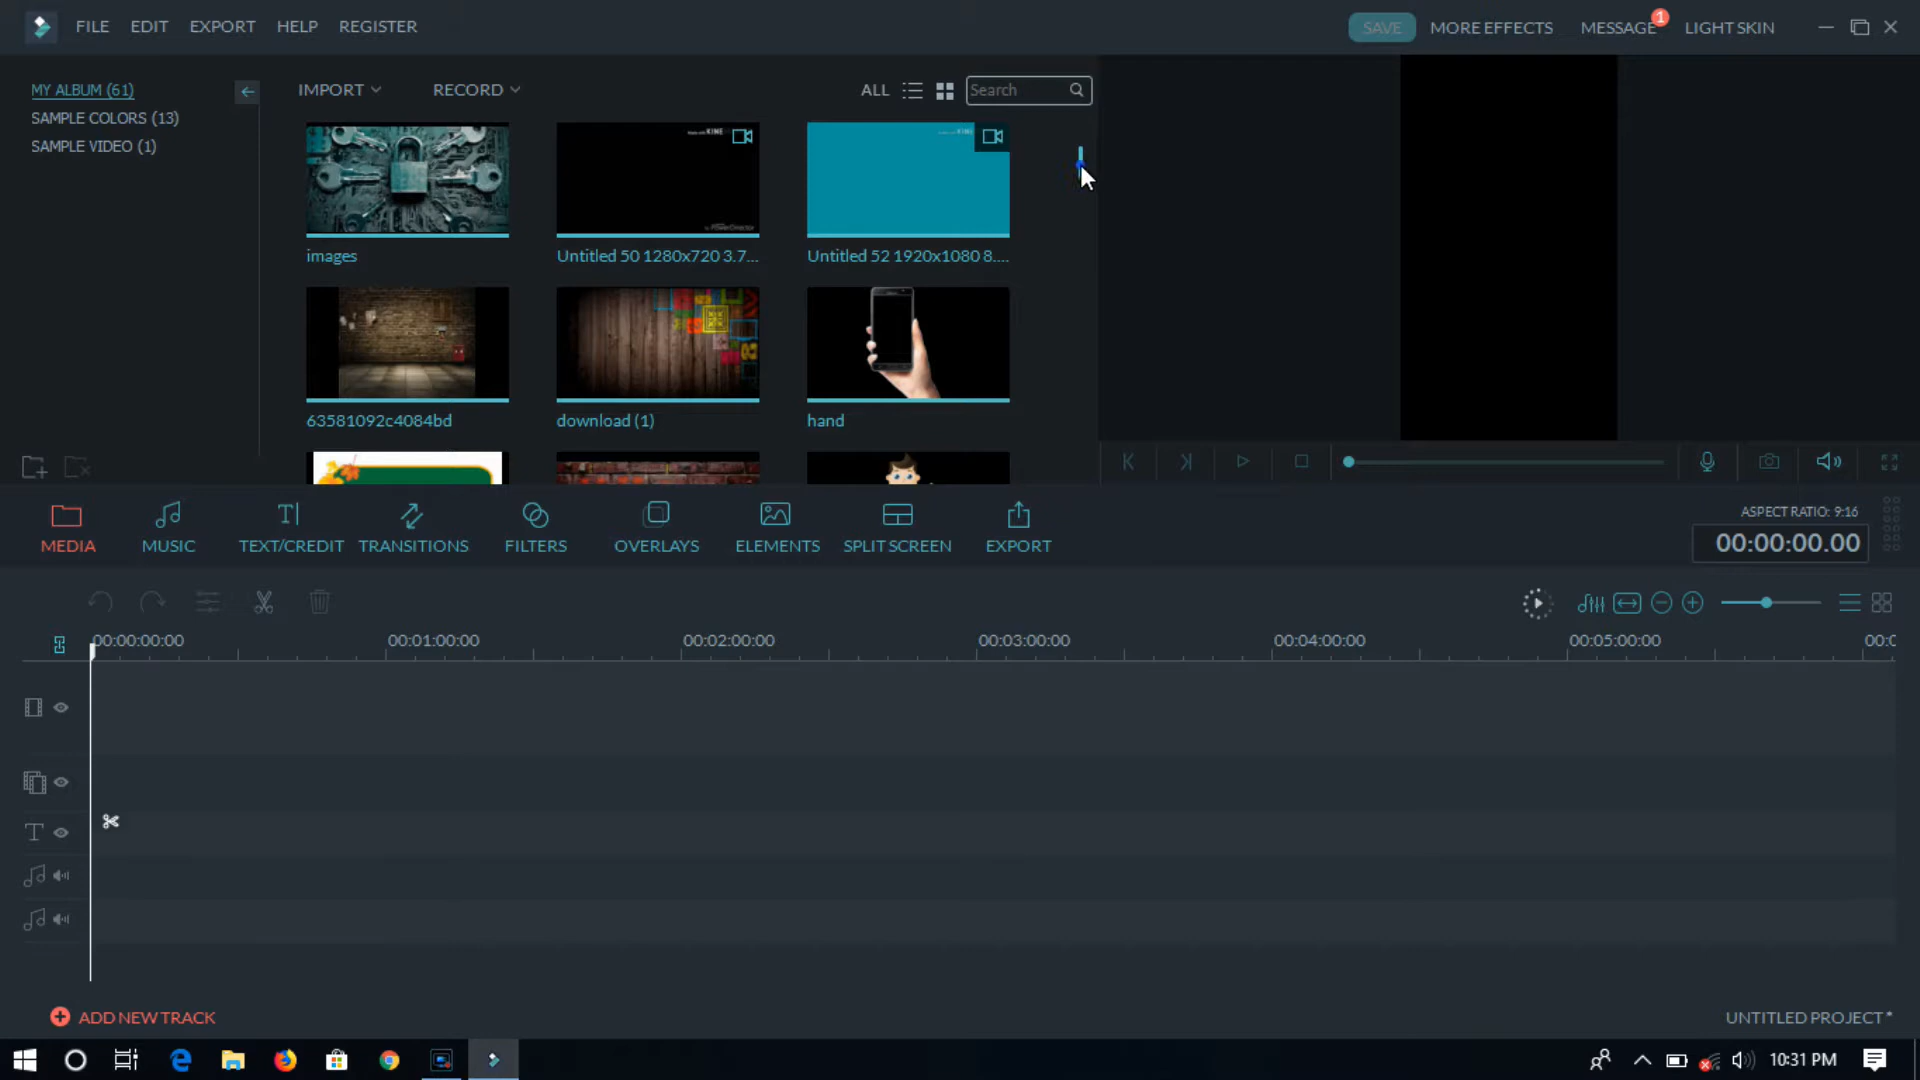 FILE EDIT EXPORT HELP REGISTER SAVE MORE EFFECTS MESSAGE 1 LIGHT SKIN
MY ALBUM (61)
SAMPLE COLORS (13)
SAMPLE VIDEO (1)
IMPORT RECORD ALL Search
images Untitled 50 1280x720 3.7... Untitled 52 1920x1080 8....
63581092c4084bd download (1) hand
MEDIA MUSIC TEXT/CREDIT TRANSITIONS FILTERS OVERLAYS ELEMENTS SPLIT SCREEN EXPORT
ASPECT RATIO: 9:16
00:00:00.00
00:00:00:00 00:01:00:00 00:02:00:00 00:03:00:00 00:04:00:00 00:05:00:00 00:0
ADD NEW TRACK UNTITLED PROJECT *
10:31 PM